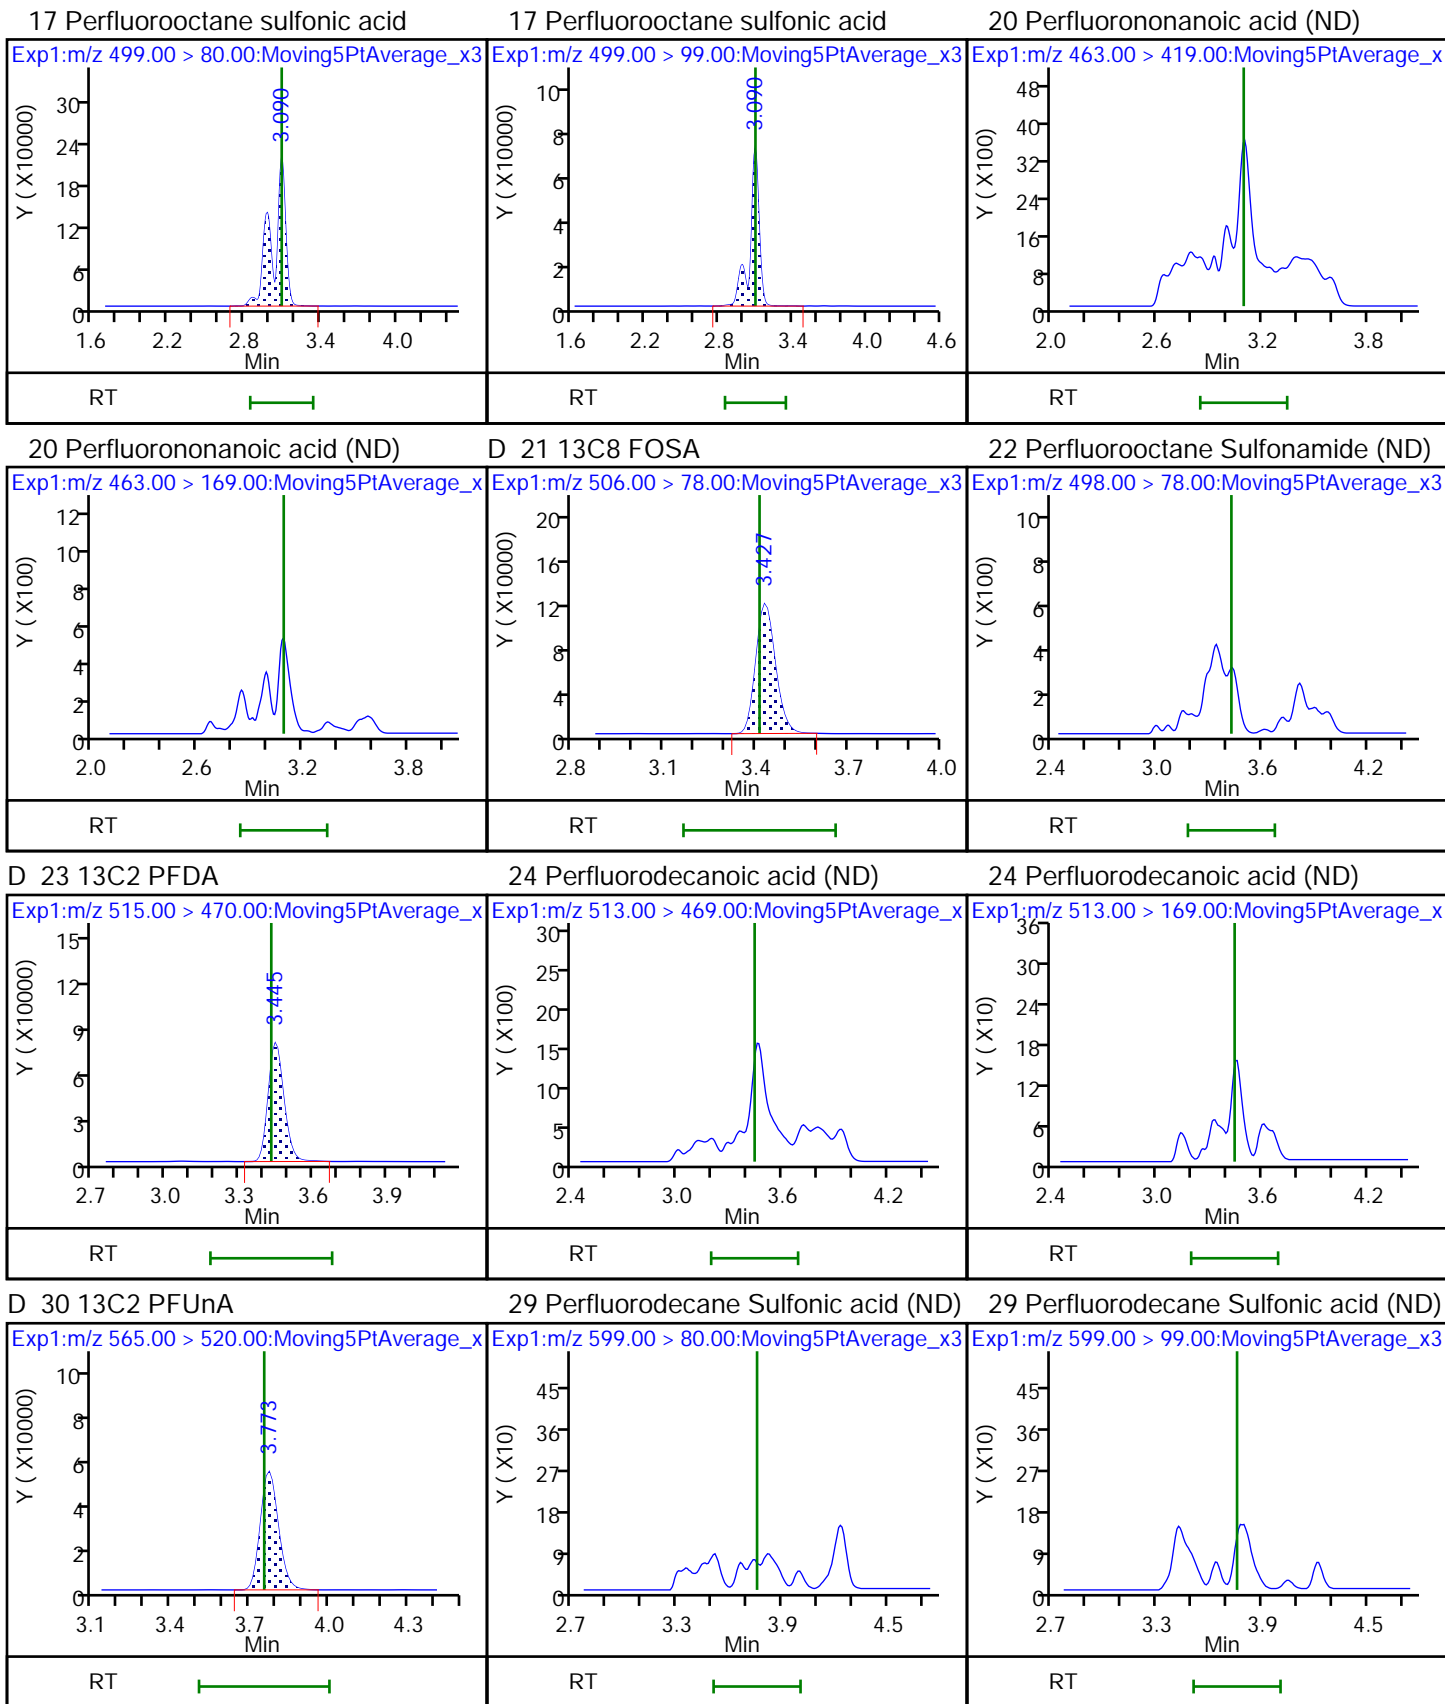 17 Perfluorooctane sulfonic acid
Exp1:m/z 499.00 > 80.00:Moving5PtAverage_x3
Y ( X10000)
30
24
18
12
6
0
3.090
1.6 2.2 2.8 3.4 4.0
Min
RT
17 Perfluorooctane sulfonic acid
Exp1:m/z 499.00 > 99.00:Moving5PtAverage_x3
Y ( X10000)
10
8
6
4
2
0
3.090
1.6 2.2 2.8 3.4 4.0 4.6
Min
RT
20 Perfluorononanoic acid (ND)
Exp1:m/z 463.00 > 419.00:Moving5PtAverage_x
Y ( X100)
48
40
32
24
16
8
0
2.0 2.6 3.2 3.8
Min
RT
20 Perfluorononanoic acid (ND)
Exp1:m/z 463.00 > 169.00:Moving5PtAverage_x
Y ( X100)
12
10
8
6
4
2
0
2.0 2.6 3.2 3.8
Min
RT
D 21 13C8 FOSA
Exp1:m/z 506.00 > 78.00:Moving5PtAverage_x3
Y ( X10000)
20
16
12
8
4
0
3.427
2.8 3.1 3.4 3.7 4.0
Min
RT
22 Perfluorooctane Sulfonamide (ND)
Exp1:m/z 498.00 > 78.00:Moving5PtAverage_x3
Y ( X100)
10
8
6
4
2
0
2.4 3.0 3.6 4.2
Min
RT
D 23 13C2 PFDA
Exp1:m/z 515.00 > 470.00:Moving5PtAverage_x
Y ( X10000)
15
12
9
6
3
0
3.445
2.7 3.0 3.3 3.6 3.9
Min
RT
24 Perfluorodecanoic acid (ND)
Exp1:m/z 513.00 > 469.00:Moving5PtAverage_x
Y ( X100)
30
25
20
15
10
5
0
2.4 3.0 3.6 4.2
Min
RT
24 Perfluorodecanoic acid (ND)
Exp1:m/z 513.00 > 169.00:Moving5PtAverage_x
Y ( X10)
36
30
24
18
12
6
0
2.4 3.0 3.6 4.2
Min
RT
D 30 13C2 PFUnA
Exp1:m/z 565.00 > 520.00:Moving5PtAverage_x
Y ( X10000)
10
8
6
4
2
0
3.773
3.1 3.4 3.7 4.0 4.3
Min
RT
29 Perfluorodecane Sulfonic acid (ND)
Exp1:m/z 599.00 > 80.00:Moving5PtAverage_x3
Y ( X10)
45
36
27
18
9
0
2.7 3.3 3.9 4.5
Min
RT
29 Perfluorodecane Sulfonic acid (ND)
Exp1:m/z 599.00 > 99.00:Moving5PtAverage_x3
Y ( X10)
45
36
27
18
9
0
2.7 3.3 3.9 4.5
Min
RT